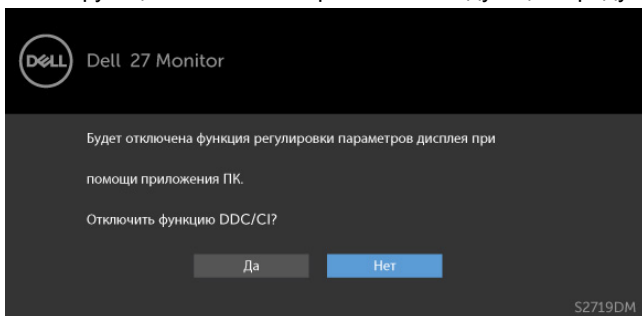 DELL
Dell 27 Monitor
Будет отключена функция регулировки параметров дисплея при
помощи приложения ПК.
Отключить функцию DDC/CI?
Да Нет
S2719DM